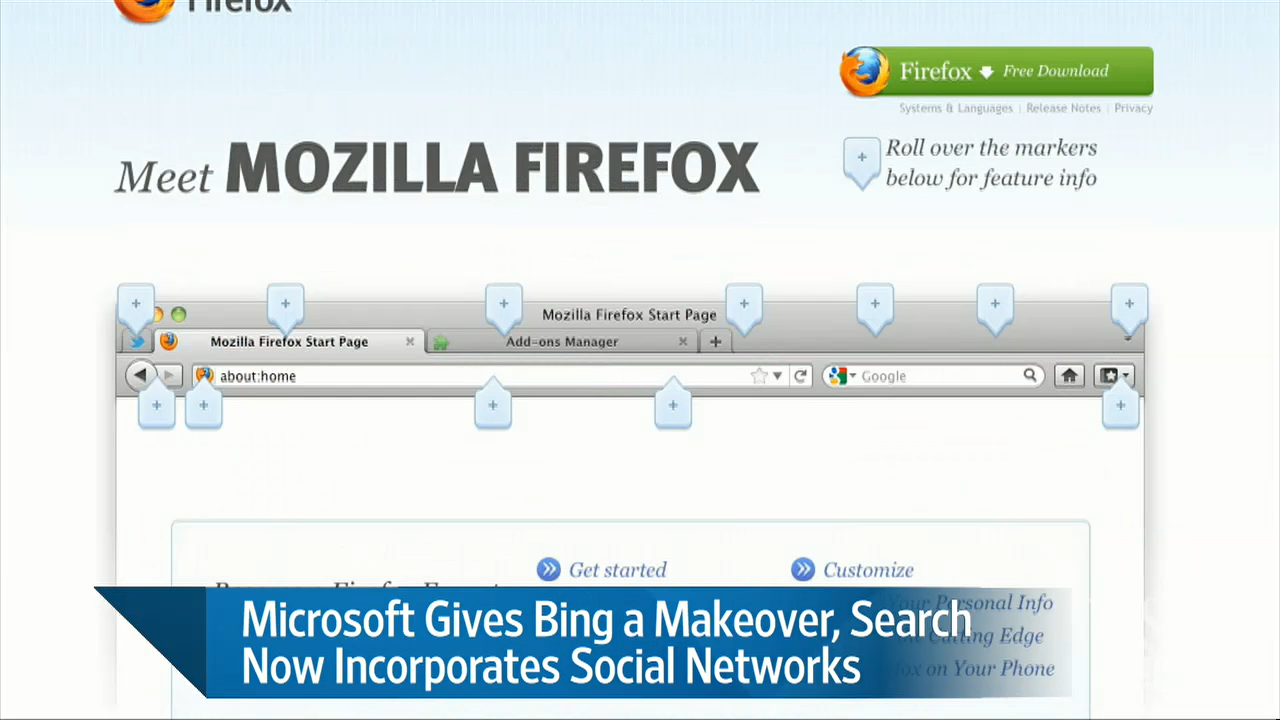 Firefox
Firefox Free Download
Systems & Languages | Release Notes | Privacy
Meet MOZILLA FIREFOX
Roll over the markers
below for feature info
Mozilla Firefox Start Page
Mozilla Firefox Start Page
Add-ons Manager
about:home
Google
Get started
Customize
Your Personal Info
Cutting Edge
on Your Phone
Microsoft Gives Bing a Makeover, Search
Now Incorporates Social Networks